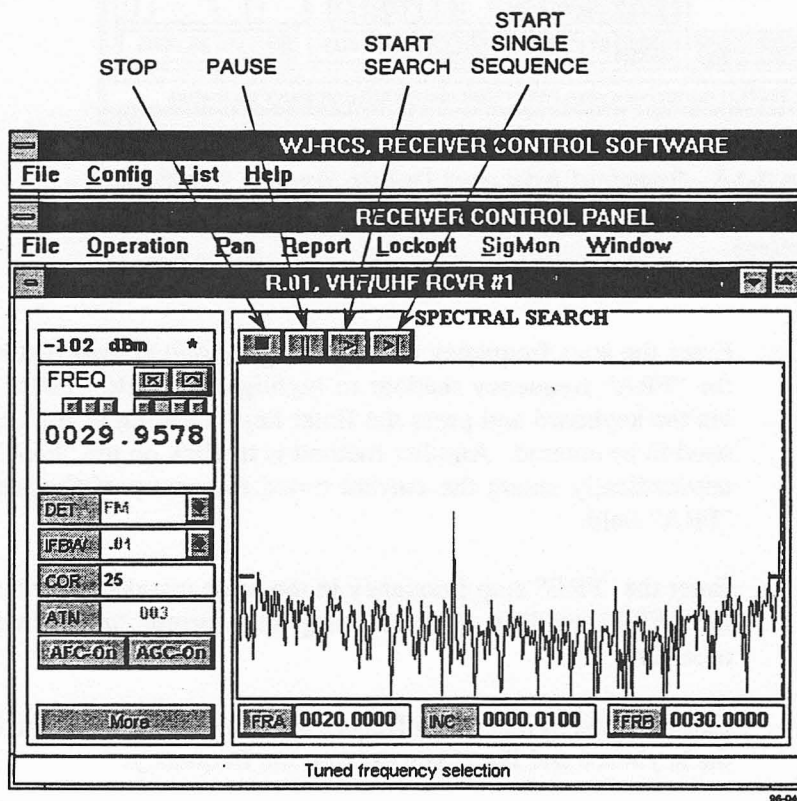 STOP
PAUSE
START SEARCH
START SINGLE SEQUENCE
WJ-RCS, RECEIVER CONTROL SOFTWARE
File Config List Help
RECEIVER CONTROL PANEL
File Operation Pan Report Lockout SigMon Window
R.01, VHF/UHF RCVR #1
SPECTRAL SEARCH
-102 dBm *
FREQ
0029.9578
DET FM
IFBW .01
COR 25
ATN 003
AFC-On AGC-On
More
FRA 0020.0000 INC 0000.0100 FRB 0030.0000
Tuned frequency selection